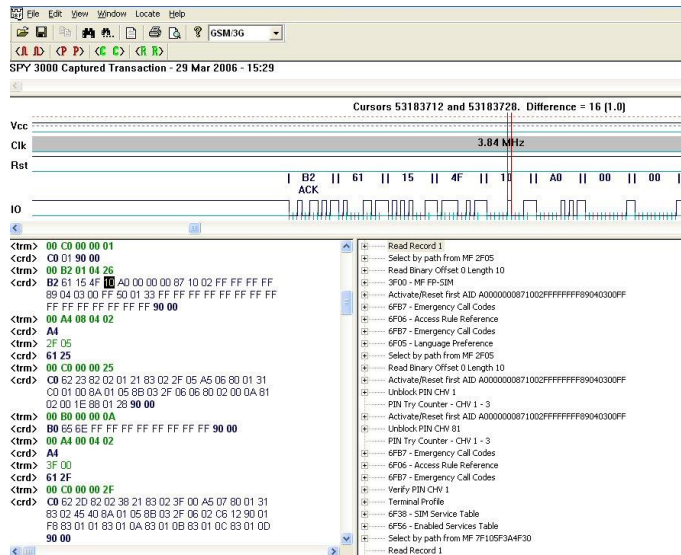 File Edit View Window Locate Help
GSM/3G
<P P> <C C> <R R>
SPY 3000 Captured Transaction - 29 Mar 2006 - 15:29
Cursors 53183712 and 53183728. Difference = 16 (1.0)
Vcc
Clk 3.84 MHz
Rst
| B2 || 61 || 15 || 4F || 10 || A0 || 00 || 00 |
ACK
IO
<trm> 00 C0 00 00 01
<crd> C0 01 90 00
<trm> 00 B2 01 04 26
<crd> B2 61 15 4F 10 A0 00 00 00 87 10 02 FF FF FF FF
89 04 03 00 FF 50 01 33 FF FF FF FF FF FF FF FF
FF FF FF FF FF FF FF 90 00
<trm> 00 A4 08 04 02
<crd> A4
<trm> 2F 05
<crd> 61 25
<trm> 00 C0 00 00 25
<crd> C0 62 23 82 02 01 21 83 02 2F 05 A5 06 80 01 31
C0 01 00 8A 01 05 8B 03 2F 06 06 80 02 00 0A 81
02 00 1E 88 01 28 90 00
<trm> 00 B0 00 00 0A
<crd> B0 65 6E FF FF FF FF FF FF FF FF 90 00
<trm> 00 A4 00 04 02
<crd> A4
<trm> 3F 00
<crd> 61 2F
<trm> 00 C0 00 00 2F
<crd> C0 62 2D 82 02 38 21 83 02 3F 00 A5 07 80 01 31
83 02 45 40 8A 01 05 8B 03 2F 06 02 C6 12 90 01
F8 83 01 01 83 01 0A 83 01 0B 83 01 0C 83 01 0D
90 00
Read Record 1
Select by path from MF 2F05
Read Binary Offset 0 Length 10
3F00 - MF FP-SIM
Activate/Reset first AID A0000000871002FFFFFFFF89040300FF
6FB7 - Emergency Call Codes
6F06 - Access Rule Reference
6FB7 - Emergency Call Codes
6F05 - Language Preference
Select by path from MF 2F05
Read Binary Offset 0 Length 10
Activate/Reset first AID A0000000871002FFFFFFFF89040300FF
Unblock PIN CHV 1
PIN Try Counter - CHV 1 - 3
Activate/Reset first AID A0000000871002FFFFFFFF89040300FF
Unblock PIN CHV 81
PIN Try Counter - CHV 1 - 3
6FB7 - Emergency Call Codes
6F06 - Access Rule Reference
6FB7 - Emergency Call Codes
Verify PIN CHV 1
Terminal Profile
6F38 - SIM Service Table
6F56 - Enabled Services Table
Select by path from MF 7F105F3A4F30
Read Record 1